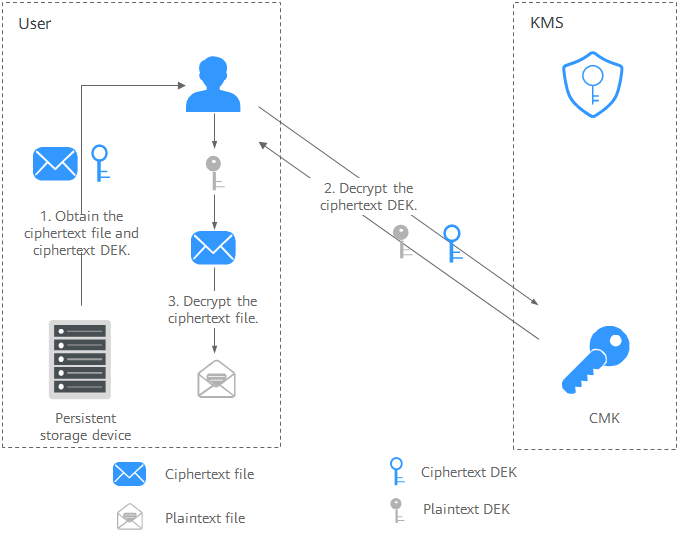 User
KMS
2. Decrypt the
ciphertext DEK.
1. Obtain the
ciphertext file and
ciphertext DEK.
3. Decrypt the
ciphertext file.
Persistent
storage device
CMK
Ciphertext file
Ciphertext DEK
Plaintext file
Plaintext DEK